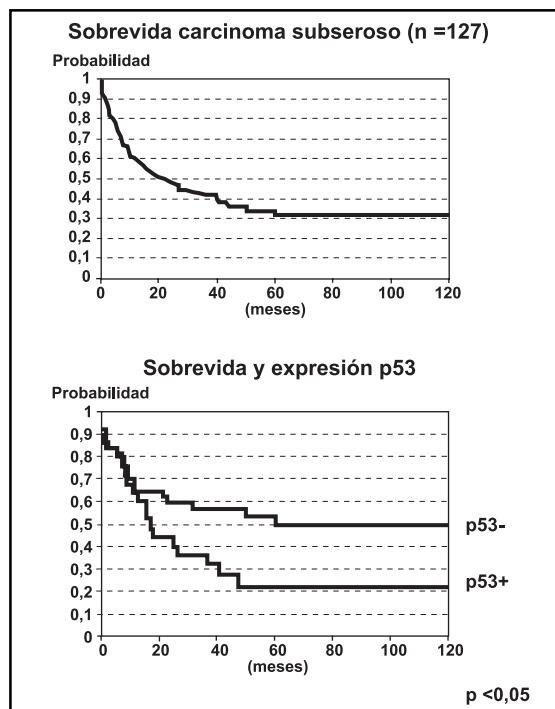 Sobrevida carcinoma subseroso (n =127)
Probabilidad
1
0,9
0,8
0,7
0,6
0,5
0,4
0,3
0,2
0,1
0
0 20 40 60 80 100 120
(meses)
Sobrevida y expresión p53
Probabilidad
1
0,9
0,8
0,7
0,6
0,5
0,4
0,3
0,2
0,1
0
p53-
p53+
0 20 40 60 80 100 120
(meses)
p <0,05